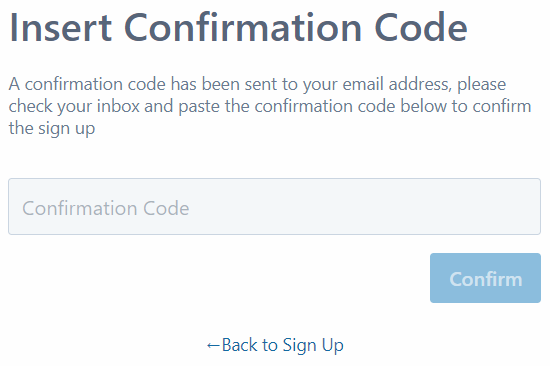 Insert Confirmation Code
A confirmation code has been sent to your email address, please
check your inbox and paste the confirmation code below to confirm
the sign up
Confirmation Code
Confirm
←Back to Sign Up